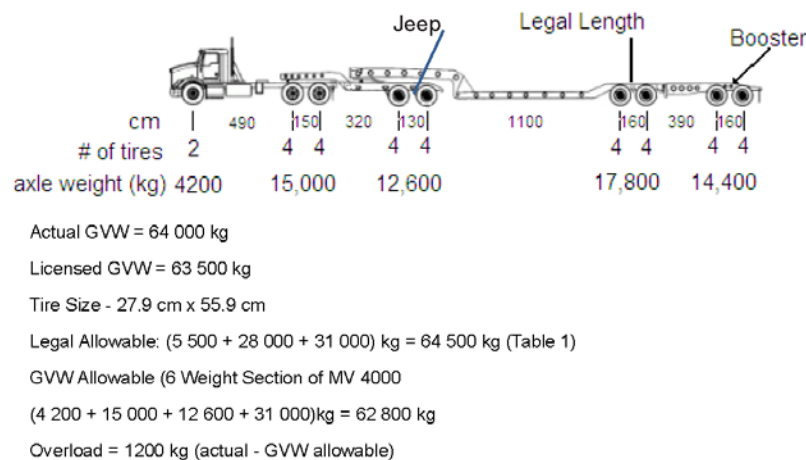 Jeep
Legal Length
Booster
cm 490 150 320 130 1100 160 390 160
# of tires 2 4 4 4 4 4 4 4 4
axle weight (kg) 4200 15,000 12,600 17,800 14,400
Actual GVW = 64 000 kg
Licensed GVW = 63 500 kg
Tire Size - 27.9 cm x 55.9 cm
Legal Allowable: (5 500 + 28 000 + 31 000) kg = 64 500 kg (Table 1)
GVW Allowable (6 Weight Section of MV 4000
(4 200 + 15 000 + 12 600 + 31 000)kg = 62 800 kg
Overload = 1200 kg (actual - GVW allowable)